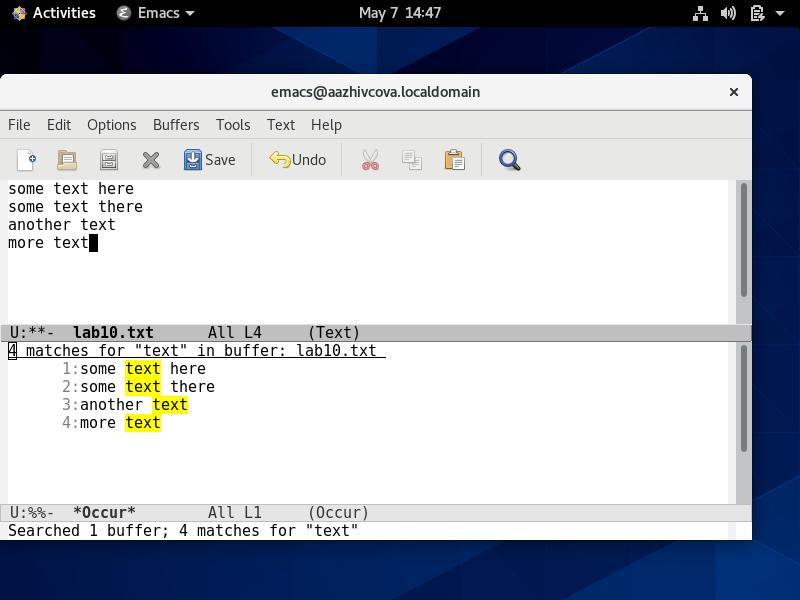 Activities Emacs May 7 14:47
emacs@aazhivcova.localdomain ×
File Edit Options Buffers Tools Text Help
Save Undo
some text here
some text there
another text
more text
U:**- lab10.txt All L4 (Text)
4 matches for "text" in buffer: lab10.txt
1:some text here
2:some text there
3:another text
4:more text
U:%%- *Occur* All L1 (Occur)
Searched 1 buffer; 4 matches for "text"